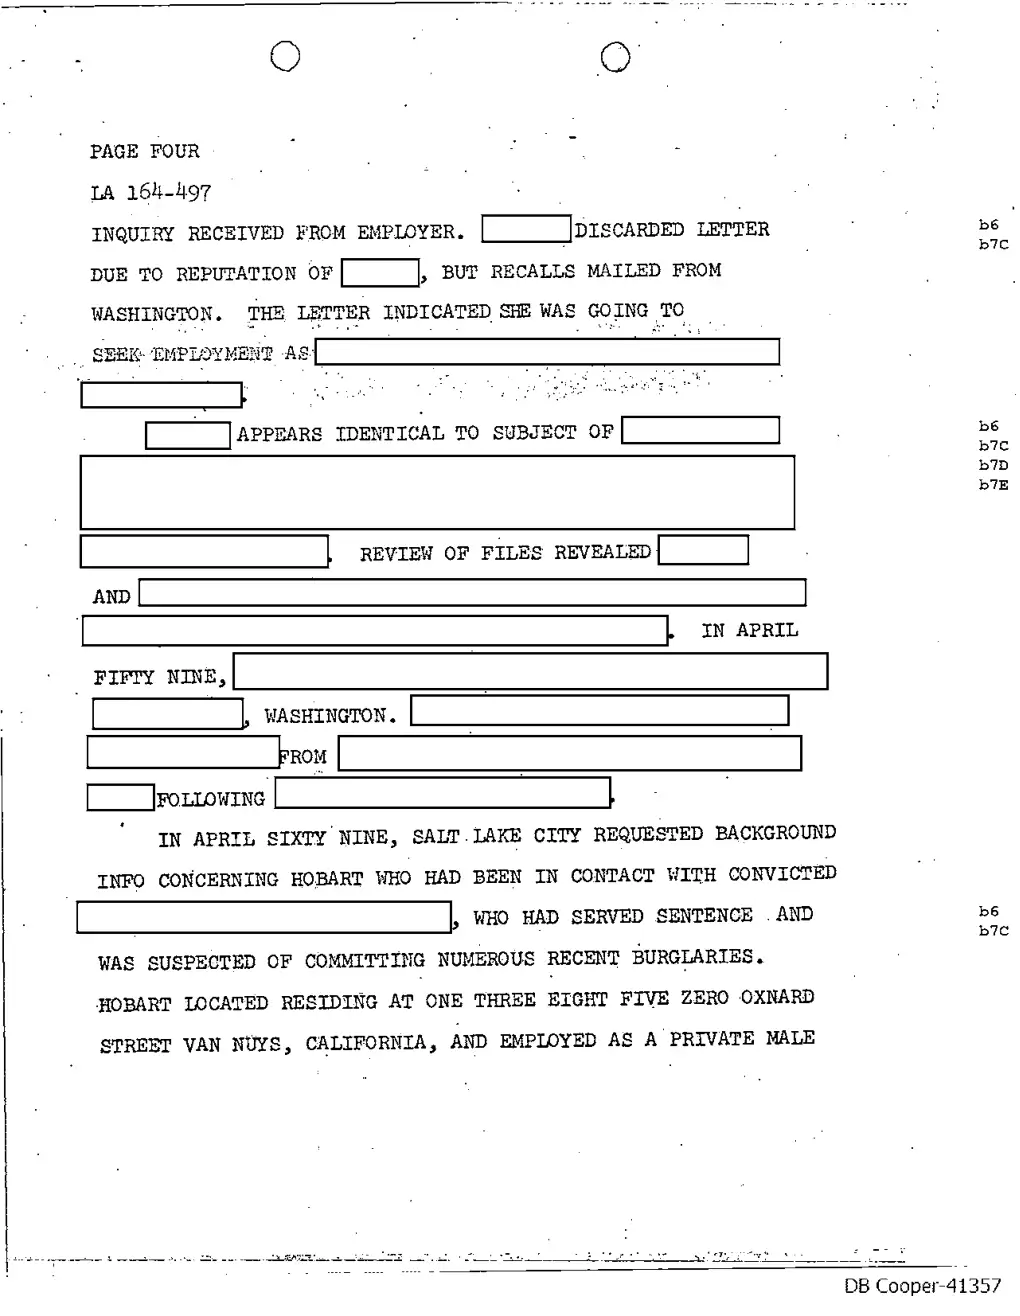 PAGE FOUR
LA 164-497
INQUIRY RECEIVED FROM EMPLOYER. DISCARDED LETTER
b6
b7C
DUE TO REPUTATION OF , BUT RECALLS MAILED FROM
WASHINGTON. THE LETTER INDICATED SHE WAS GOING TO
SEEK EMPLOYMENT AS
.
APPEARS IDENTICAL TO SUBJECT OF
b6
b7C
b7D
b7E
. REVIEW OF FILES REVEALED
AND
. IN APRIL
FIFTY NINE,
, WASHINGTON.
FROM
FOLLOWING .
IN APRIL SIXTY NINE, SALT LAKE CITY REQUESTED BACKGROUND
INFO CONCERNING HOBART WHO HAD BEEN IN CONTACT WITH CONVICTED
, WHO HAD SERVED SENTENCE AND
b6
b7C
WAS SUSPECTED OF COMMITTING NUMEROUS RECENT BURGLARIES.
HOBART LOCATED RESIDING AT ONE THREE EIGHT FIVE ZERO OXNARD
STREET VAN NUYS, CALIFORNIA, AND EMPLOYED AS A PRIVATE MALE
DB Cooper-41357